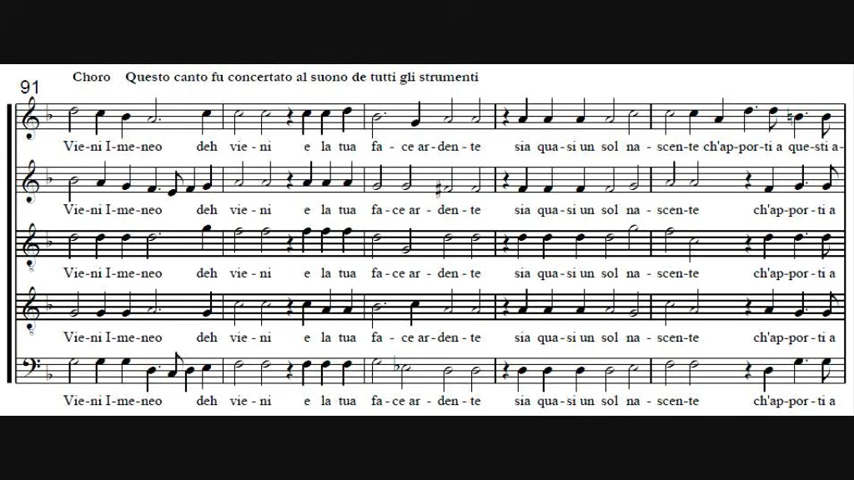 Choro Questo canto fu concertato al suono de tutti gli strumenti
91
Vie-ni I-me-neo deh vie-ni e la tua fa-ce ar-den-te sia qua-si un sol na-scen-te ch'ap-por-ti a que-sti a-
Vie-ni I-me-neo deh vie-ni e la tua fa-ce ar-den-te sia qua-si un sol na-scen-te ch'ap-por-ti a
Vie-ni I-me-neo deh vie-ni e la tua fa-ce ar-den-te sia qua-si un sol na-scen-te ch'ap-por-ti a
Vie-ni I-me-neo deh vie-ni e la tua fa-ce ar-den-te sia qua-si un sol na-scen-te ch'ap-por-ti a
Vie-ni I-me-neo deh vie-ni e la tua fa-ce ar-den-te sia qua-si un sol na-scen-te ch'ap-por-ti a